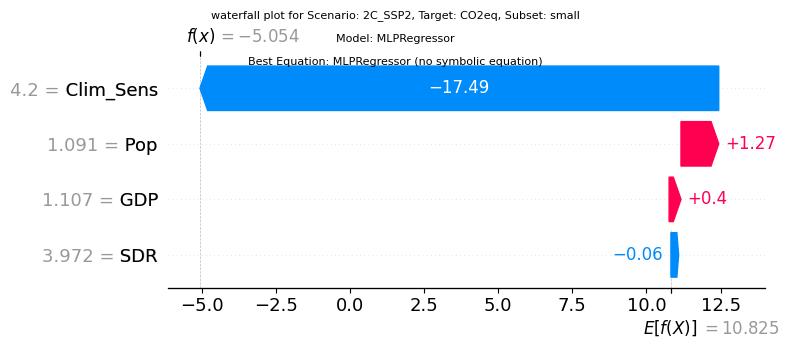 waterfall plot for Scenario: 2C_SSP2, Target: CO2eq, Subset: small
f(x) = −5.054
Model: MLPRegressor
Best Equation: MLPRegressor (no symbolic equation)
4.2 = Clim_Sens
−17.49
1.091 = Pop
+1.27
1.107 = GDP
+0.4
3.972 = SDR
−0.06
−5.0 −2.5 0.0 2.5 5.0 7.5 10.0 12.5
E[f(X)] = 10.825